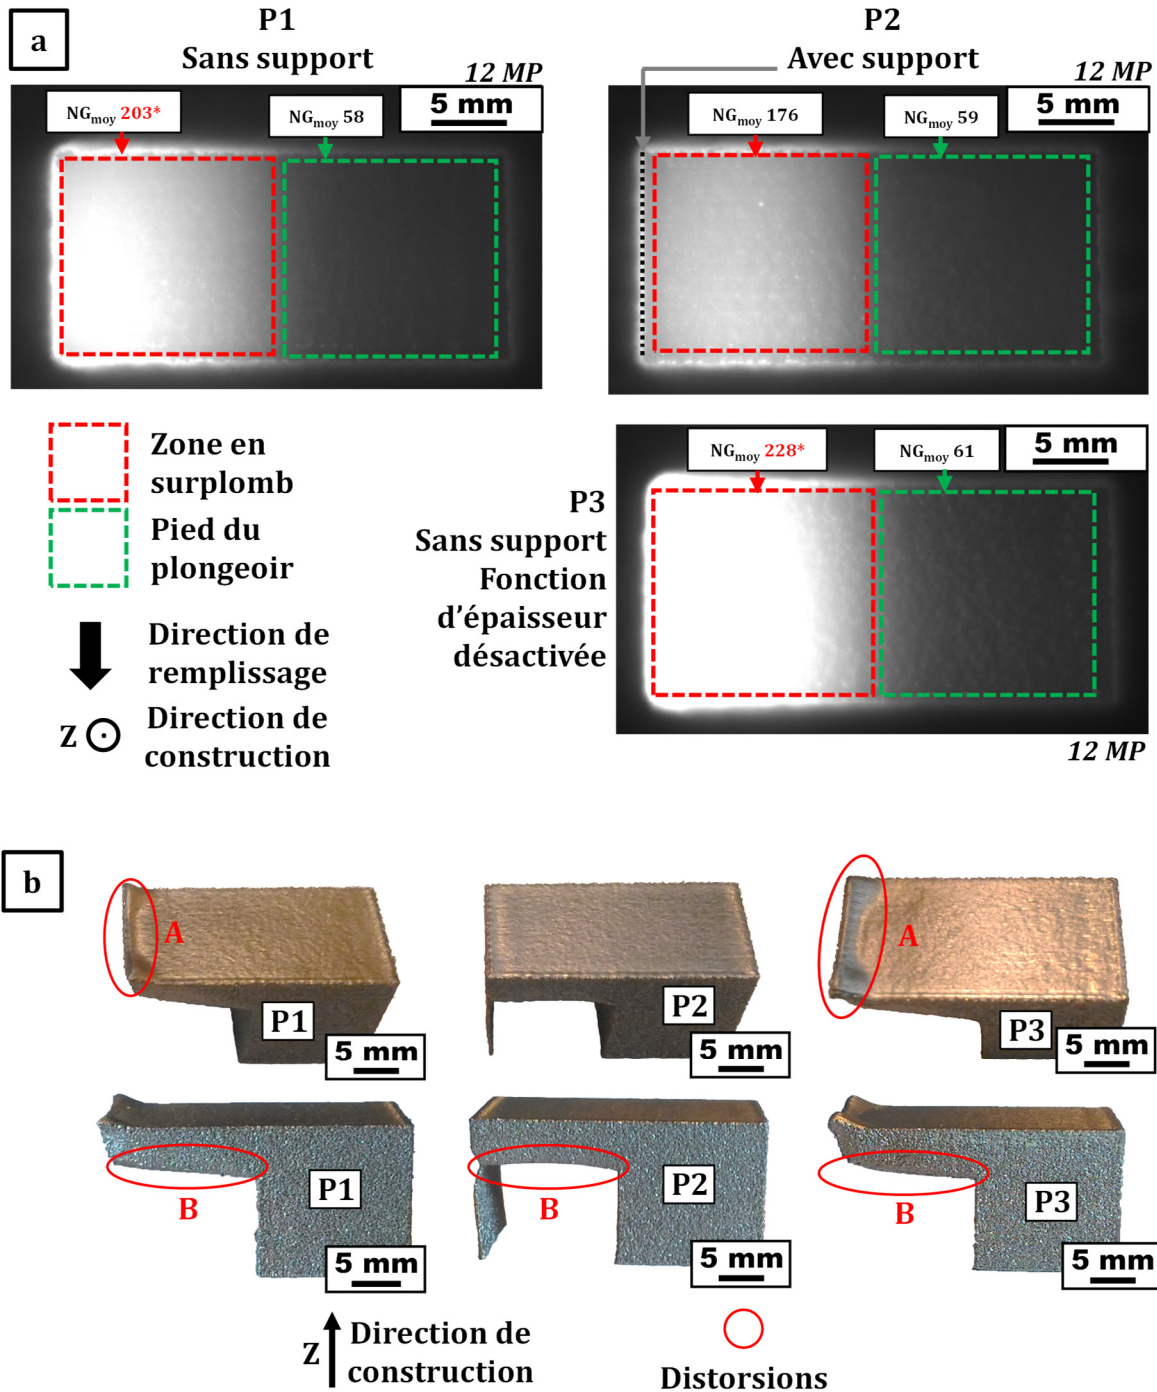 a
P1
Sans support
12 MP
NGmoy 203*
NGmoy 58
5 mm
P2
Avec support
12 MP
NGmoy 176
NGmoy 59
5 mm
Zone en
surplomb
Pied du
plongeoir
Direction de
remplissage
Z
Direction de
construction
P3
Sans support
Fonction
d'épaisseur
désactivée
NGmoy 228*
NGmoy 61
5 mm
12 MP
b
A
P1
5 mm
P2
5 mm
A
P3
5 mm
B
P1
5 mm
B
P2
5 mm
B
P3
5 mm
Z
Direction de
construction
Distorsions